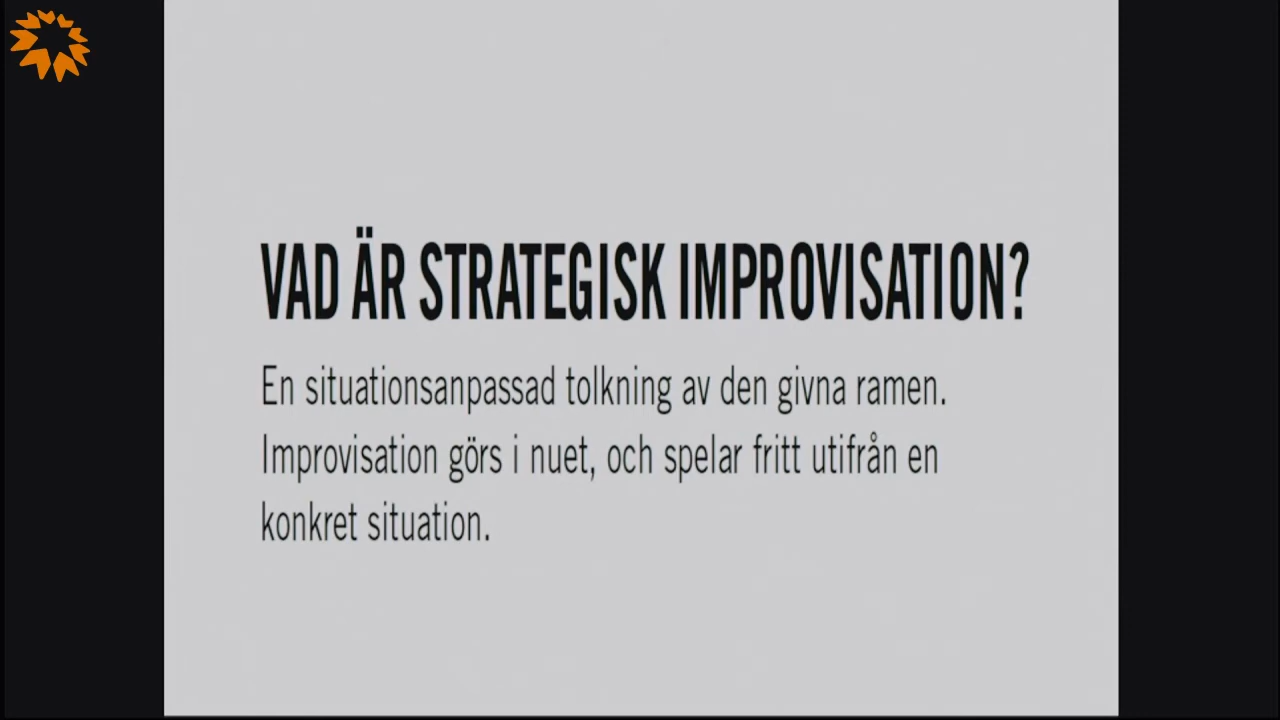 VAD ÄR STRATEGISK IMPROVISATION?
En situationsanpassad tolkning av den givna ramen.
Improvisation görs i nuet, och spelar fritt utifrån en
konkret situation.